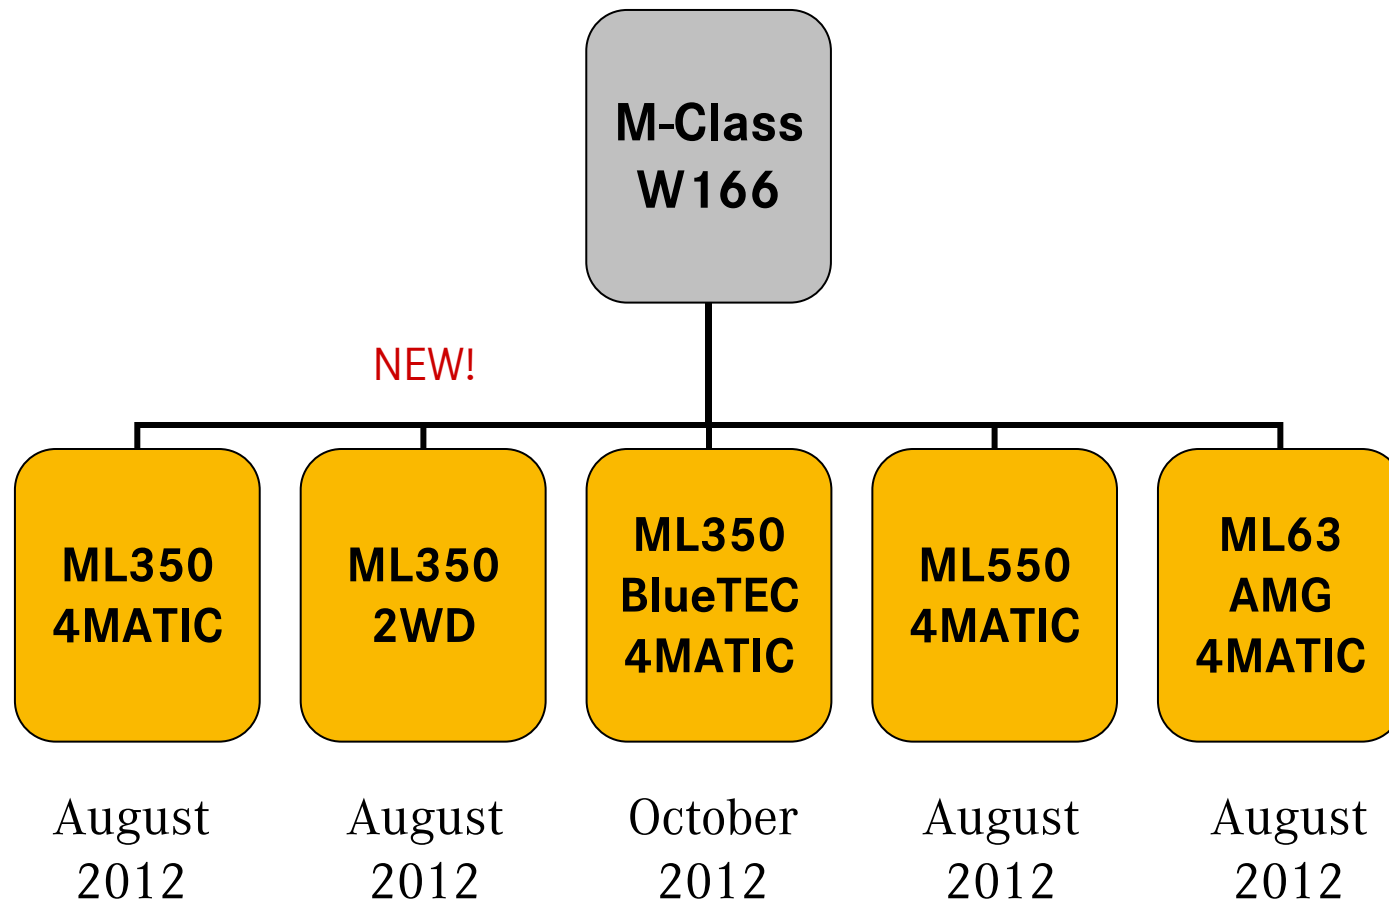 M-Class
W166
NEW!
ML350
4MATIC
ML350
2WD
ML350
BlueTEC
4MATIC
ML550
4MATIC
ML63
AMG
4MATIC
August
2012
August
2012
October
2012
August
2012
August
2012